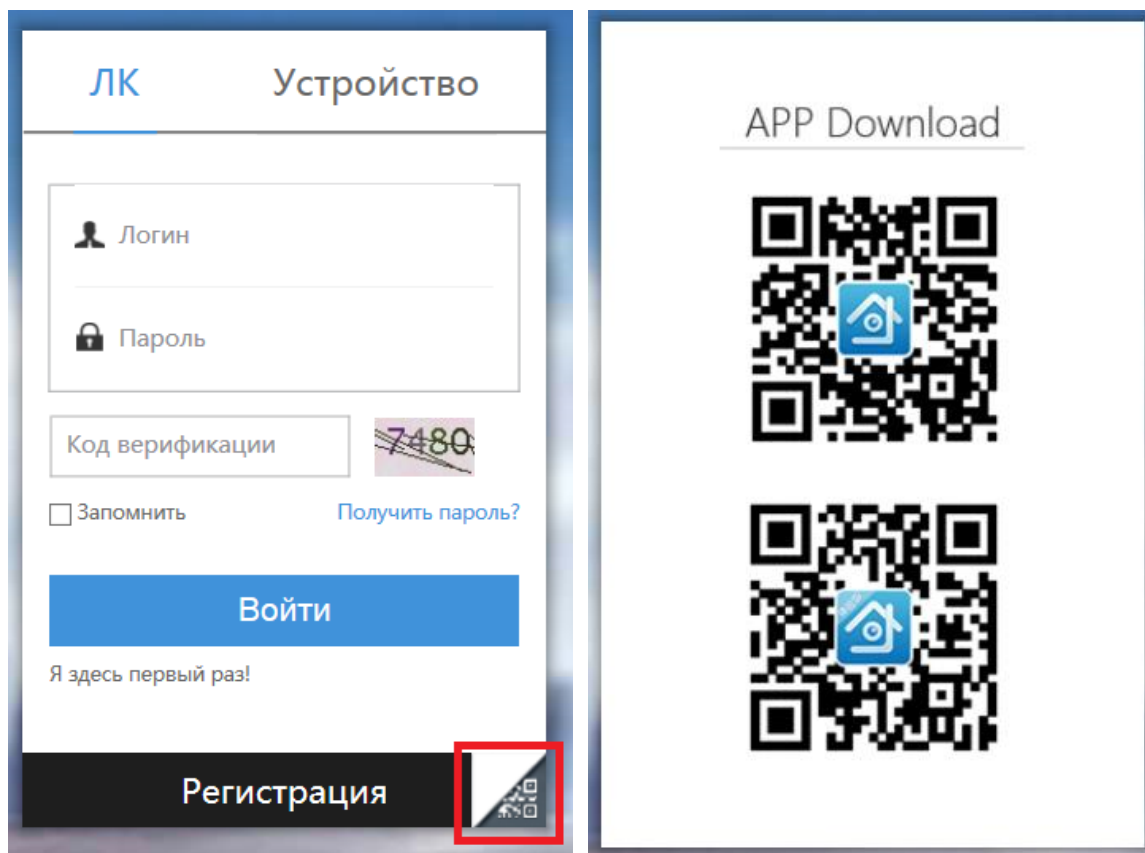 ЛК
Устройство
Логин
Пароль
Код верификации
7480
Запомнить
Получить пароль?
Войти
Я здесь первый раз!
Регистрация
APP Download